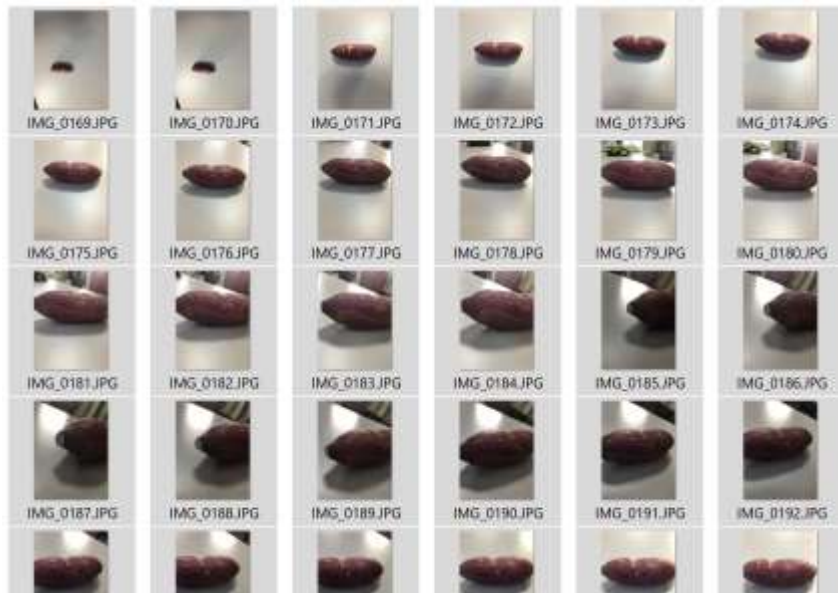 IMG_0169.JPG IMG_0170.JPG IMG_0171.JPG IMG_0172.JPG IMG_0173.JPG IMG_0174.JPG
IMG_0175.JPG IMG_0176.JPG IMG_0177.JPG IMG_0178.JPG IMG_0179.JPG IMG_0180.JPG
IMG_0181.JPG IMG_0182.JPG IMG_0183.JPG IMG_0184.JPG IMG_0185.JPG IMG_0186.JPG
IMG_0187.JPG IMG_0188.JPG IMG_0189.JPG IMG_0190.JPG IMG_0191.JPG IMG_0192.JPG